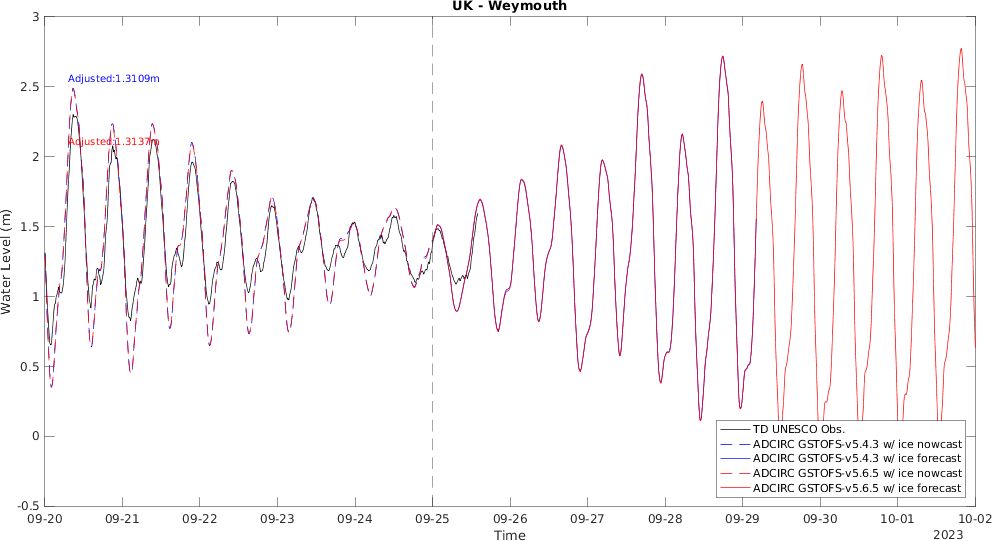 UK - Weymouth
Adjusted:1.3109m
Adjusted:1.3137m
Water Level (m)
3
2.5
2
1.5
1
0.5
0
-0.5
TD UNESCO Obs.
ADCIRC GSTOFS-v5.4.3 w/ ice nowcast
ADCIRC GSTOFS-v5.4.3 w/ ice forecast
ADCIRC GSTOFS-v5.6.5 w/ ice nowcast
ADCIRC GSTOFS-v5.6.5 w/ ice forecast
09-20 09-21 09-22 09-23 09-24 09-25 09-26 09-27 09-28 09-29 09-30 10-01 10-02
Time
2023